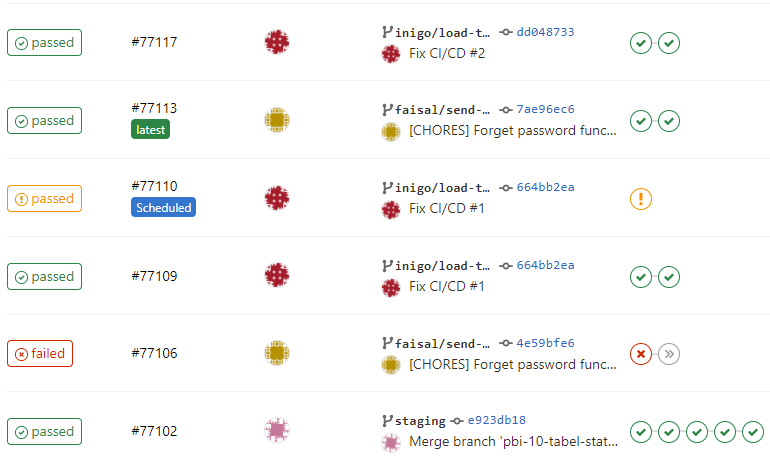 passed #77117 inigo/load-t… dd048733
Fix CI/CD #2
passed #77113 faisal/send-… 7ae96ec6
latest [CHORES] Forget password func…
passed #77110 inigo/load-t… 664bb2ea
Scheduled Fix CI/CD #1
passed #77109 inigo/load-t… 664bb2ea
Fix CI/CD #1
failed #77106 faisal/send-… 4e59bfe6
[CHORES] Forget password func…
passed #77102 staging e923db18
Merge branch 'pbi-10-tabel-stat…